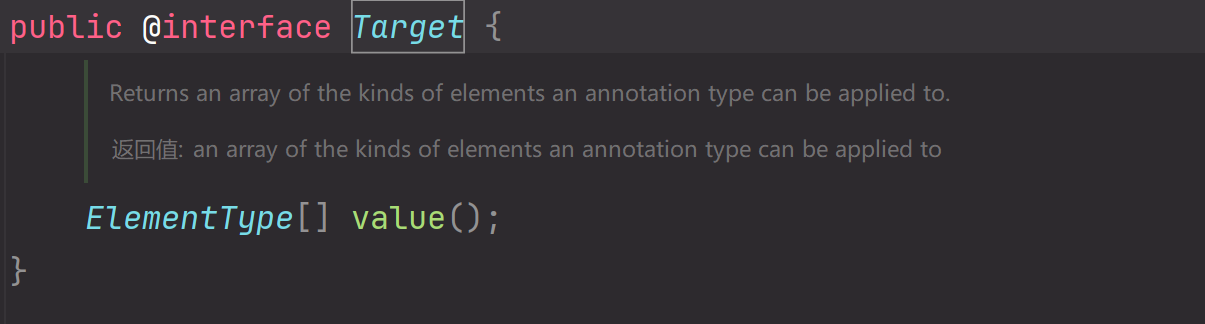 public @interface Target {
Returns an array of the kinds of elements an annotation type can be applied to.
返回值: an array of the kinds of elements an annotation type can be applied to
ElementType[] value();
}